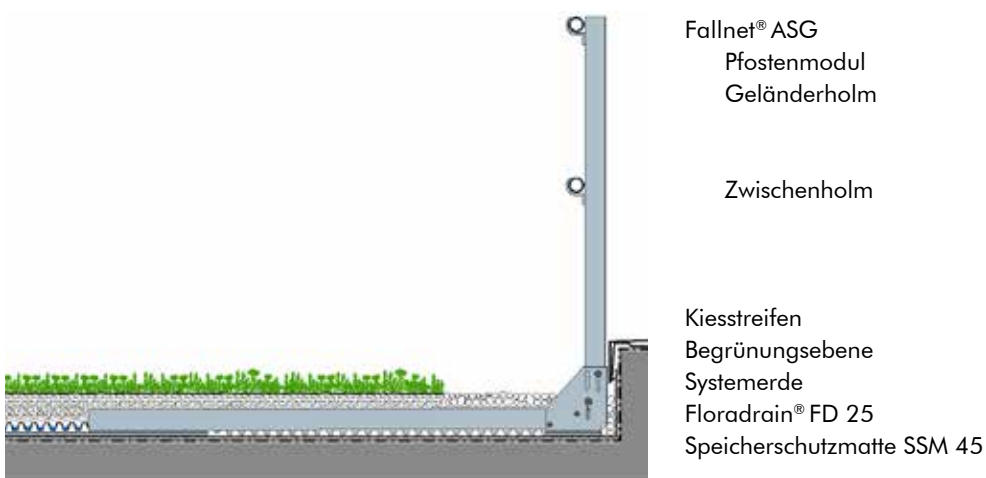 Fallnet® ASG
Pfostenmodul
Geländerholm
Zwischenholm
Kiesstreifen
Begrünungsebene
Systemerde
Floradrain® FD 25
Speicherschutzmatte SSM 45